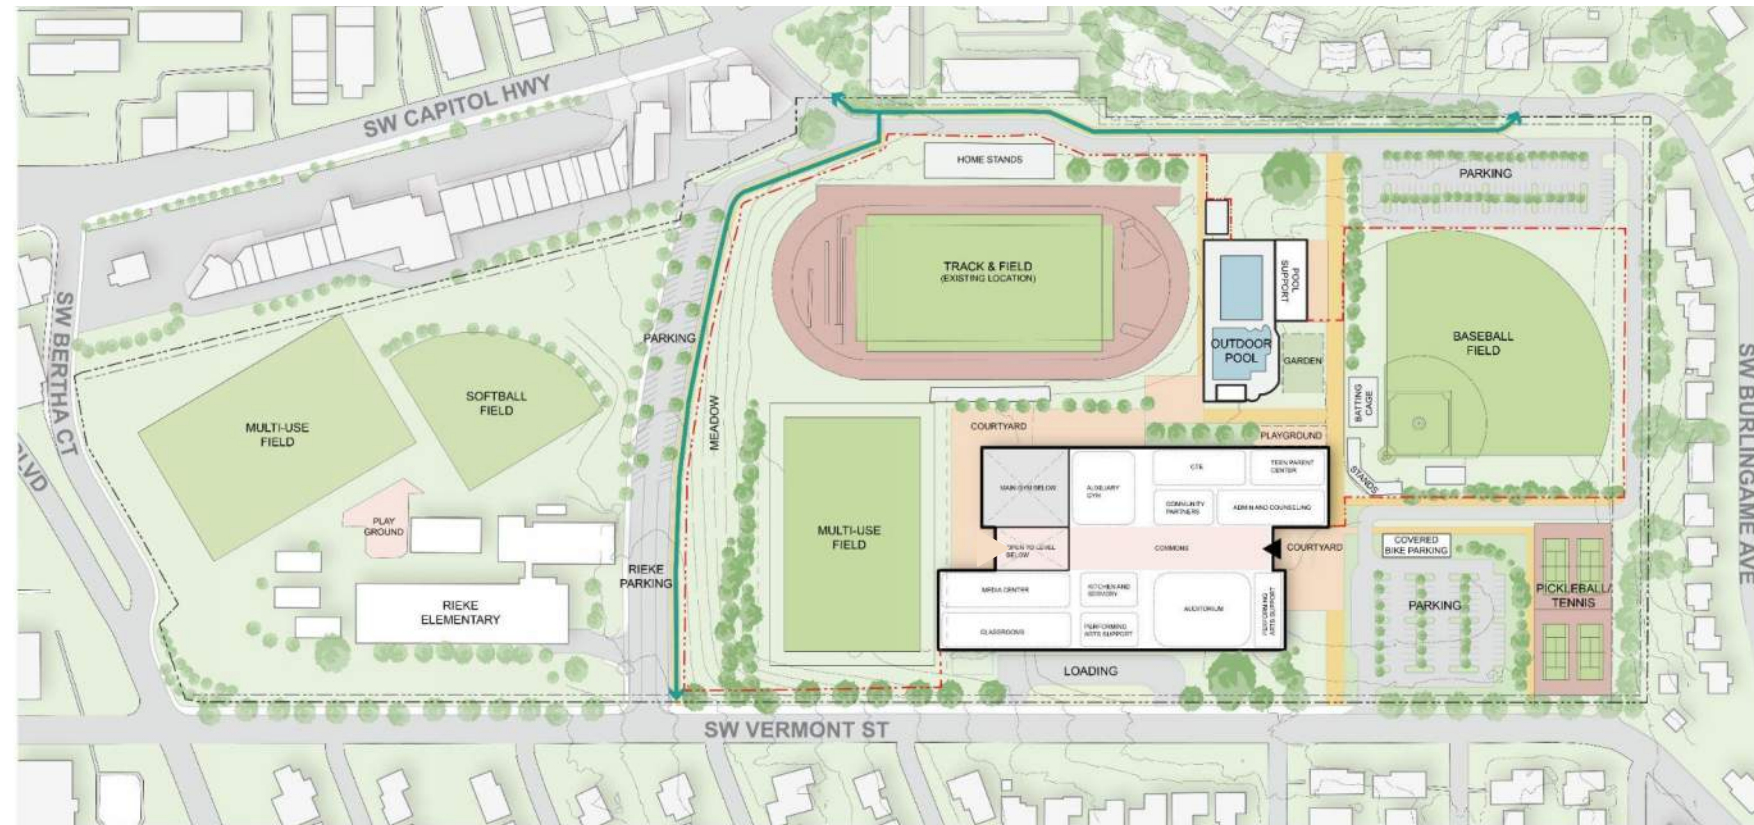 SW CAPITOL HWY
HOME STANDS
PARKING
TRACK & FIELD
(EXISTING LOCATION)
POOL
SUPPORT
SW BERTHA CT
PARKING
OUTDOOR
POOL
GARDEN
BASEBALL
FIELD
SW BURLINGAME AVE
SOFTBALL
FIELD
MULTI-USE
FIELD
MEADOW
BATTING
CAGE
COURTYARD
PLAYGROUND
BLVD
STANDS
MAIN GYM BELOW
AUXILIARY
GYM
CTE
TEEN PARENT
CENTER
COMMUNITY
PARTNERS
ADMIN AND COUNSELING
PLAY
GROUND
MULTI-USE
FIELD
OPEN TO LEVEL
BELOW
COMMONS
COURTYARD
COVERED
BIKE PARKING
RIEKE
PARKING
MEDIA CENTER
KITCHEN AND
SERVERY
AUDITORIUM
PERFORMING
ARTS SUPPORT
PARKING
PICKLEBALL/
TENNIS
RIEKE
ELEMENTARY
CLASSROOMS
PERFORMING
ARTS SUPPORT
LOADING
SW VERMONT ST